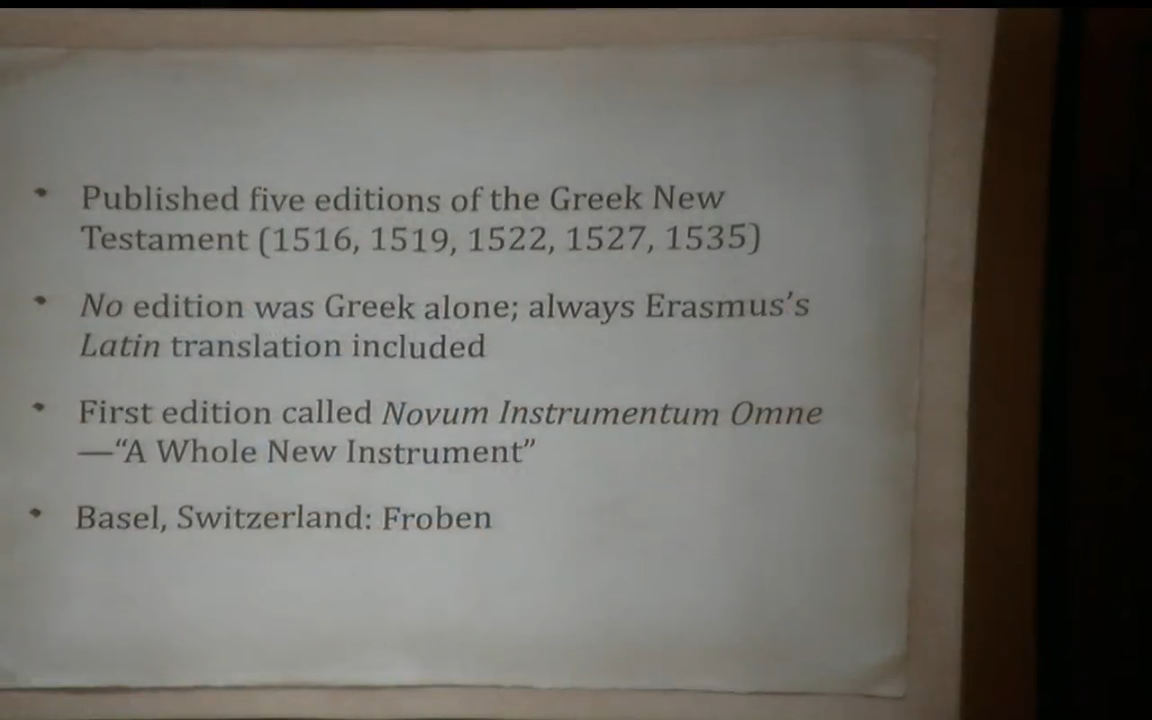 • Published five editions of the Greek New
Testament (1516, 1519, 1522, 1527, 1535)
• No edition was Greek alone; always Erasmus's
Latin translation included
• First edition called Novum Instrumentum Omne
—“A Whole New Instrument”
• Basel, Switzerland: Froben